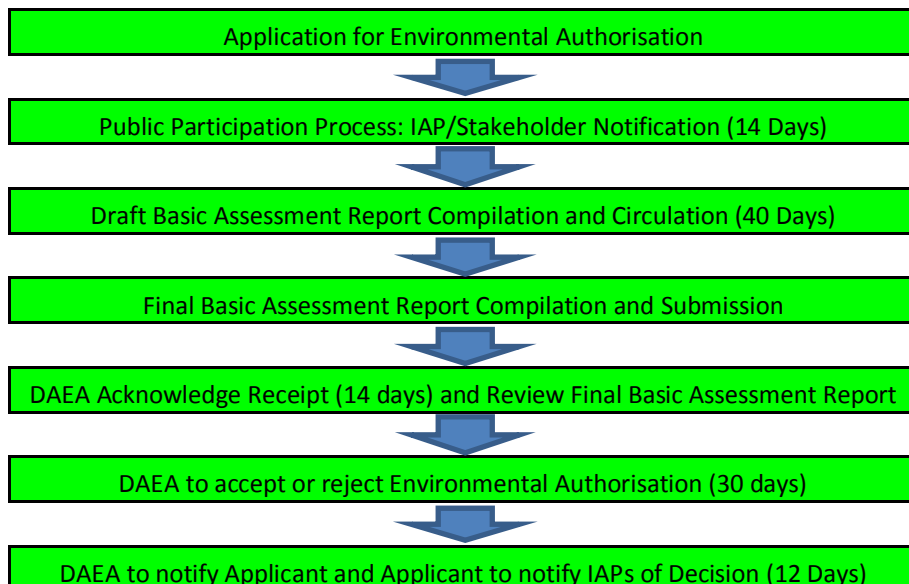 Application for Environmental Authorisation
Public Participation Process: IAP/Stakeholder Notification (14 Days)
Draft Basic Assessment Report Compilation and Circulation (40 Days)
Final Basic Assessment Report Compilation and Submission
DAEA Acknowledge Receipt (14 days) and Review Final Basic Assessment Report
DAEA to accept or reject Environmental Authorisation (30 days)
DAEA to notify Applicant and Applicant to notify IAPs of Decision (12 Days)